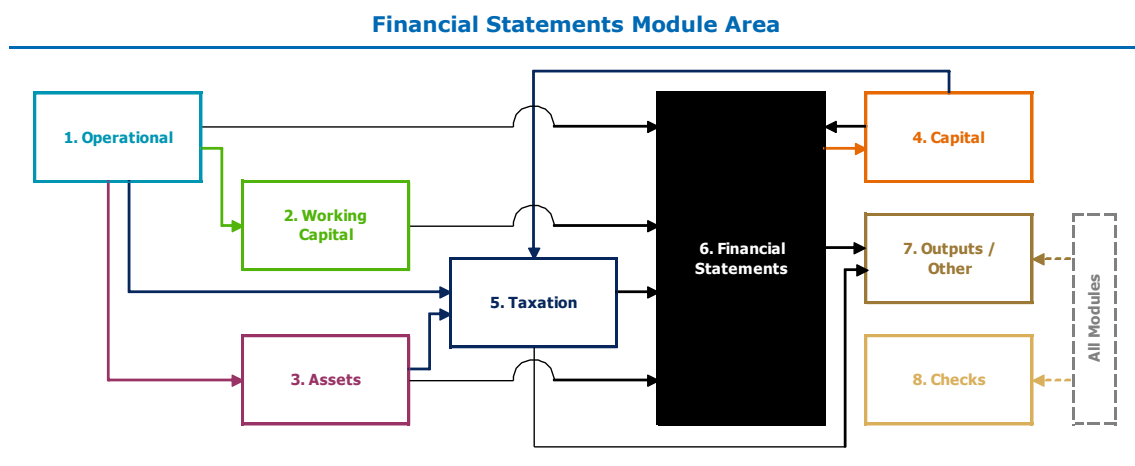 Financial Statements Module Area
1. Operational
4. Capital
2. Working
Capital
6. Financial
Statements
7. Outputs /
Other
5. Taxation
3. Assets
8. Checks
All Modules